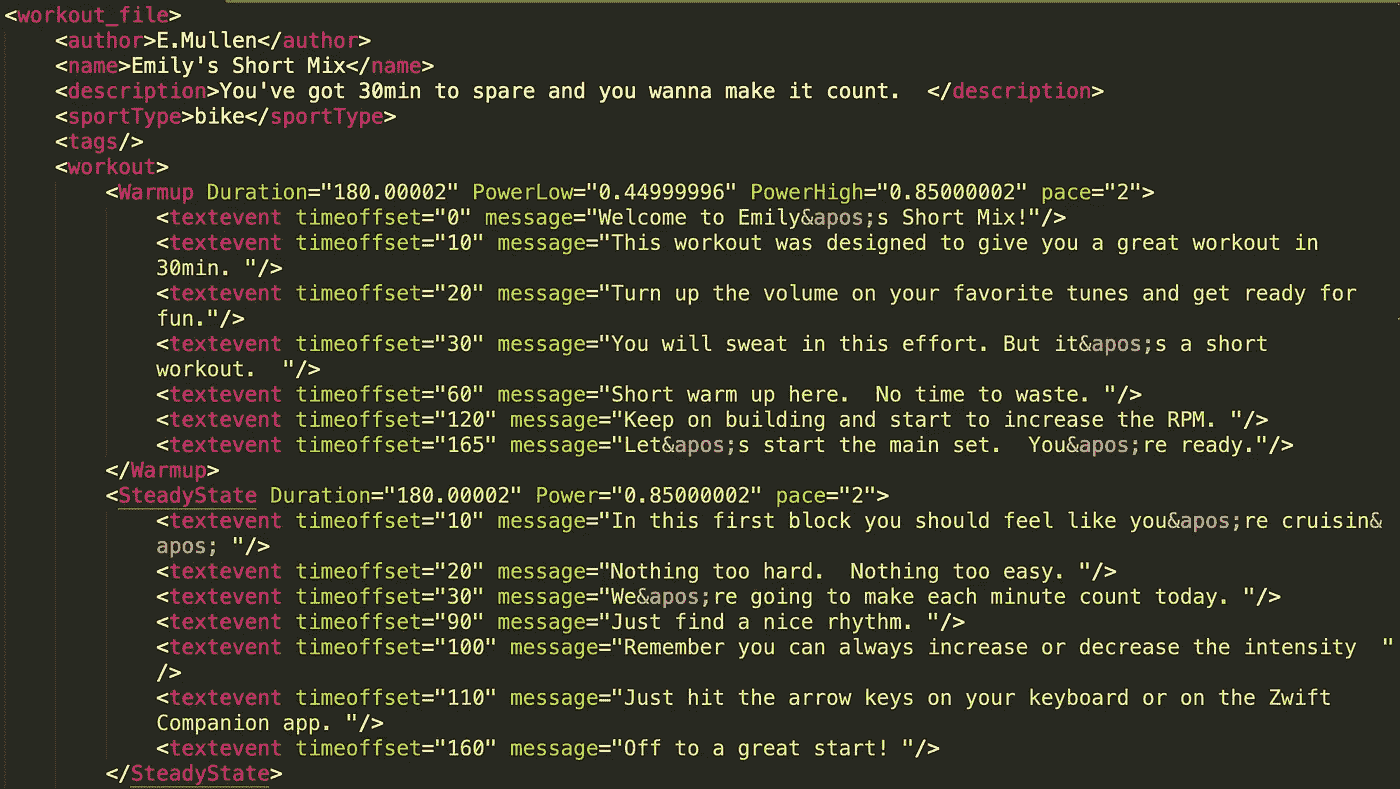 <workout_file>
<author>E.Mullen</author>
<name>Emily's Short Mix</name>
<description>You've got 30min to spare and you wanna make it count.  </description>
<sportType>bike</sportType>
<tags/>
<workout>
<Warmup Duration="180.00002" PowerLow="0.44999996" PowerHigh="0.85000002" pace="2">
<textevent timeoffset="0" message="Welcome to Emily&apos;s Short Mix!"/>
<textevent timeoffset="10" message="This workout was designed to give you a great workout in
30min. "/>
<textevent timeoffset="20" message="Turn up the volume on your favorite tunes and get ready for
fun."/>
<textevent timeoffset="30" message="You will sweat in this effort. But it&apos;s a short
workout.  "/>
<textevent timeoffset="60" message="Short warm up here.  No time to waste. "/>
<textevent timeoffset="120" message="Keep on building and start to increase the RPM. "/>
<textevent timeoffset="165" message="Let&apos;s start the main set.  You&apos;re ready."/>
</Warmup>
<SteadyState Duration="180.00002" Power="0.85000002" pace="2">
<textevent timeoffset="10" message="In this first block you should feel like you&apos;re cruisin&
apos; "/>
<textevent timeoffset="20" message="Nothing too hard.  Nothing too easy. "/>
<textevent timeoffset="30" message="We&apos;re going to make each minute count today. "/>
<textevent timeoffset="90" message="Just find a nice rhythm. "/>
<textevent timeoffset="100" message="Remember you can always increase or decrease the intensity  "
/>
<textevent timeoffset="110" message="Just hit the arrow keys on your keyboard or on the Zwift
Companion app. "/>
<textevent timeoffset="160" message="Off to a great start! "/>
</SteadyState>